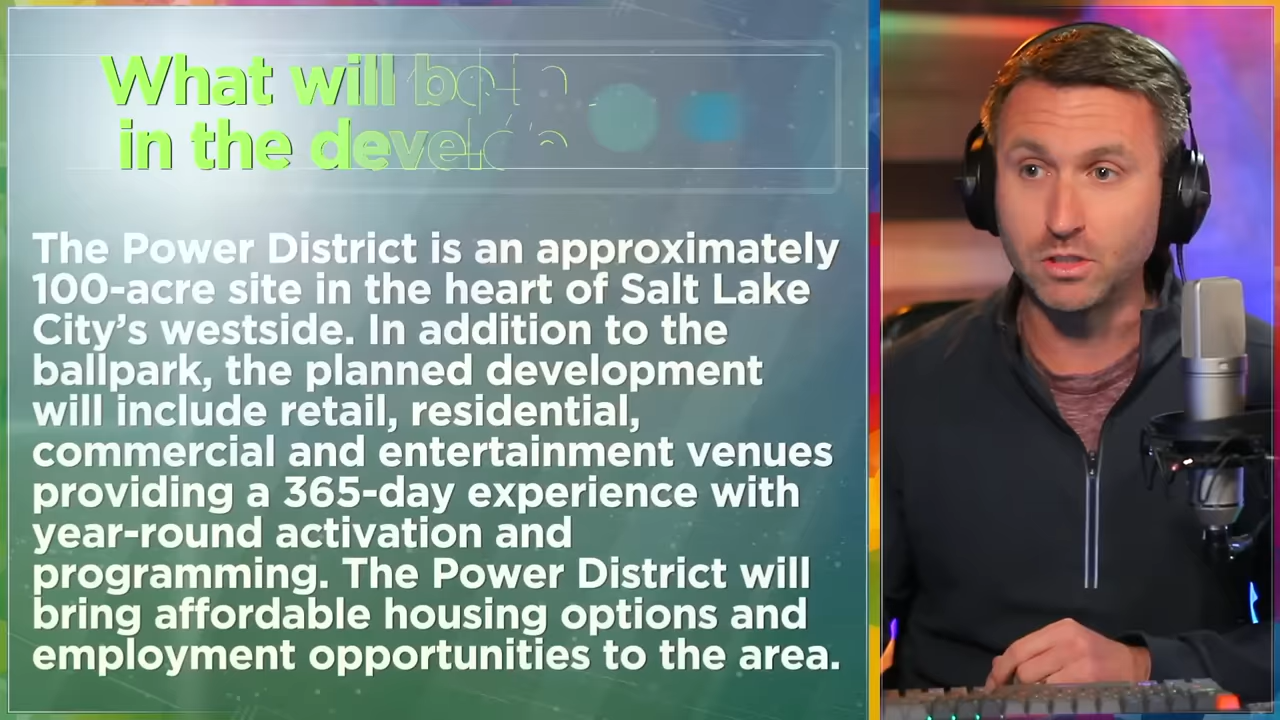 What will
in the
The Power District is an approximately
100-acre site in the heart of Salt Lake
City’s westside. In addition to the
ballpark, the planned development
will include retail, residential,
commercial and entertainment venues
providing a 365-day experience with
year-round activation and
programming. The Power District will
bring affordable housing options and
employment opportunities to the area.